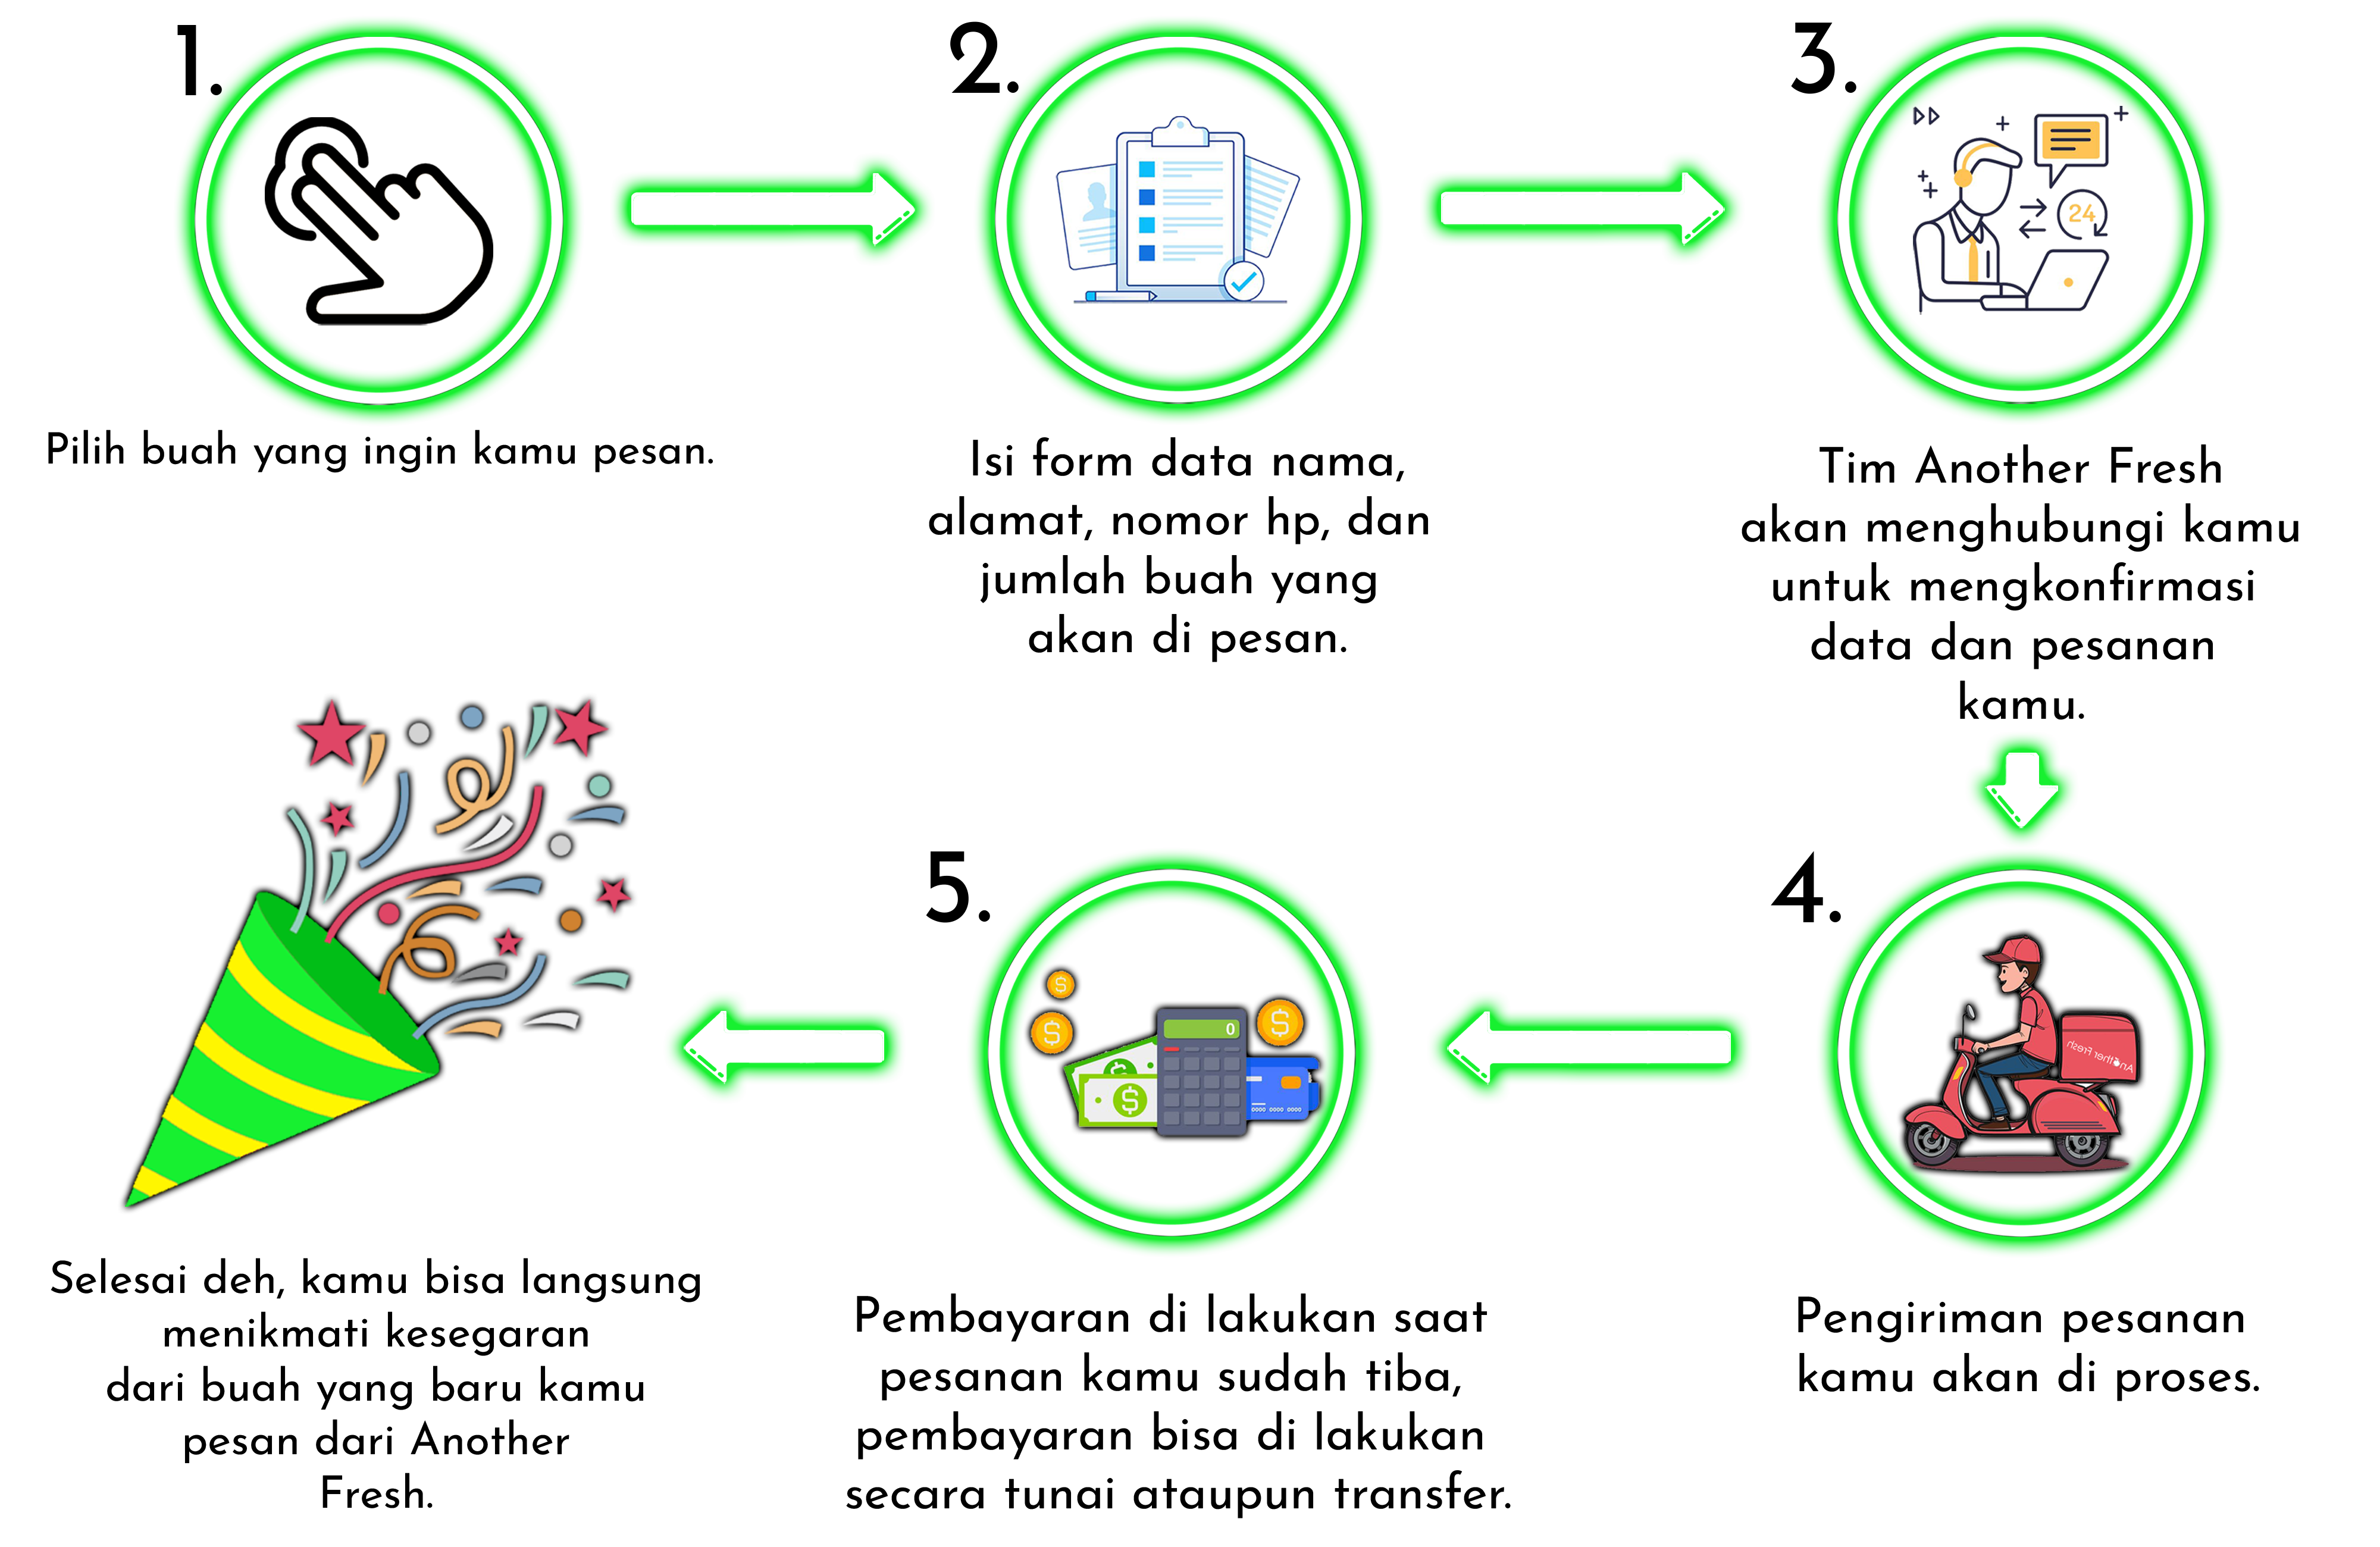 1.
Pilih buah yang ingin kamu pesan.
2.
Isi form data nama,
alamat, nomor hp, dan
jumlah buah yang
akan di pesan.
3.
24
Tim Another Fresh
akan menghubungi kamu
untuk mengkonfirmasi
data dan pesanan
kamu.
4.
Another Fresh
Pengiriman pesanan
kamu akan di proses.
5.
0
0000 0000 0000
Pembayaran di lakukan saat
pesanan kamu sudah tiba,
pembayaran bisa di lakukan
secara tunai ataupun transfer.
Selesai deh, kamu bisa langsung
menikmati kesegaran
dari buah yang baru kamu
pesan dari Another
Fresh.